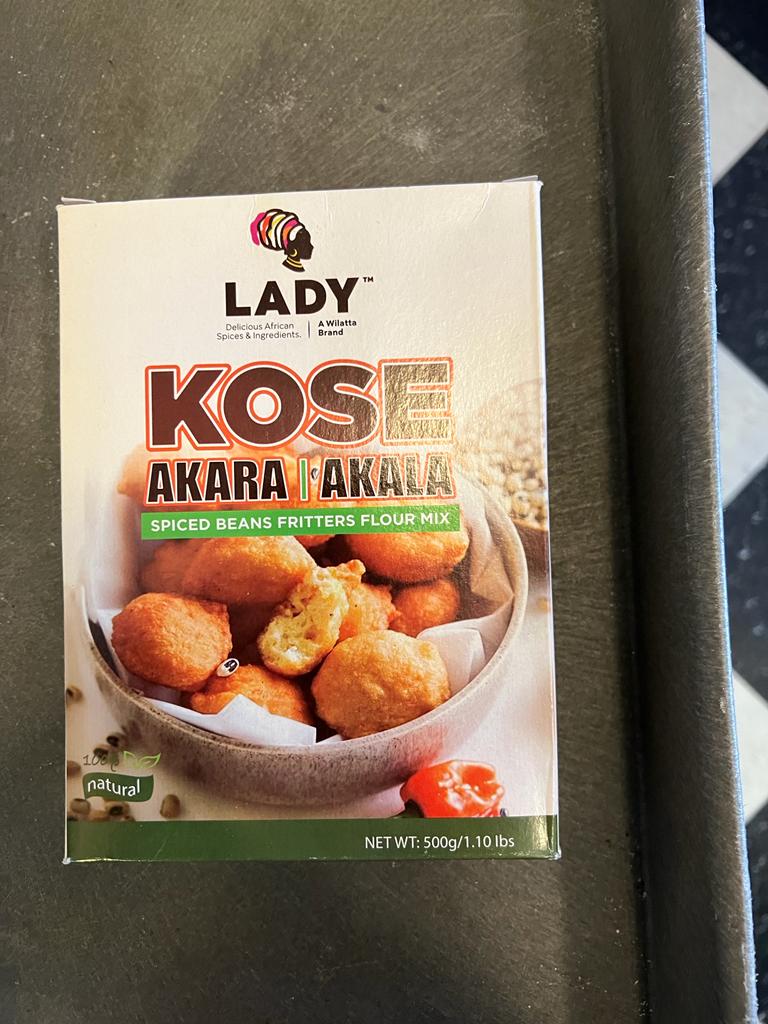 LADY™
Delicious African
Spices & Ingredients.
A Wilatta
Brand
KOSE
AKARA | AKALA
SPICED BEANS FRITTERS FLOUR MIX
100%
natural
NET WT: 500g/1.10 lbs